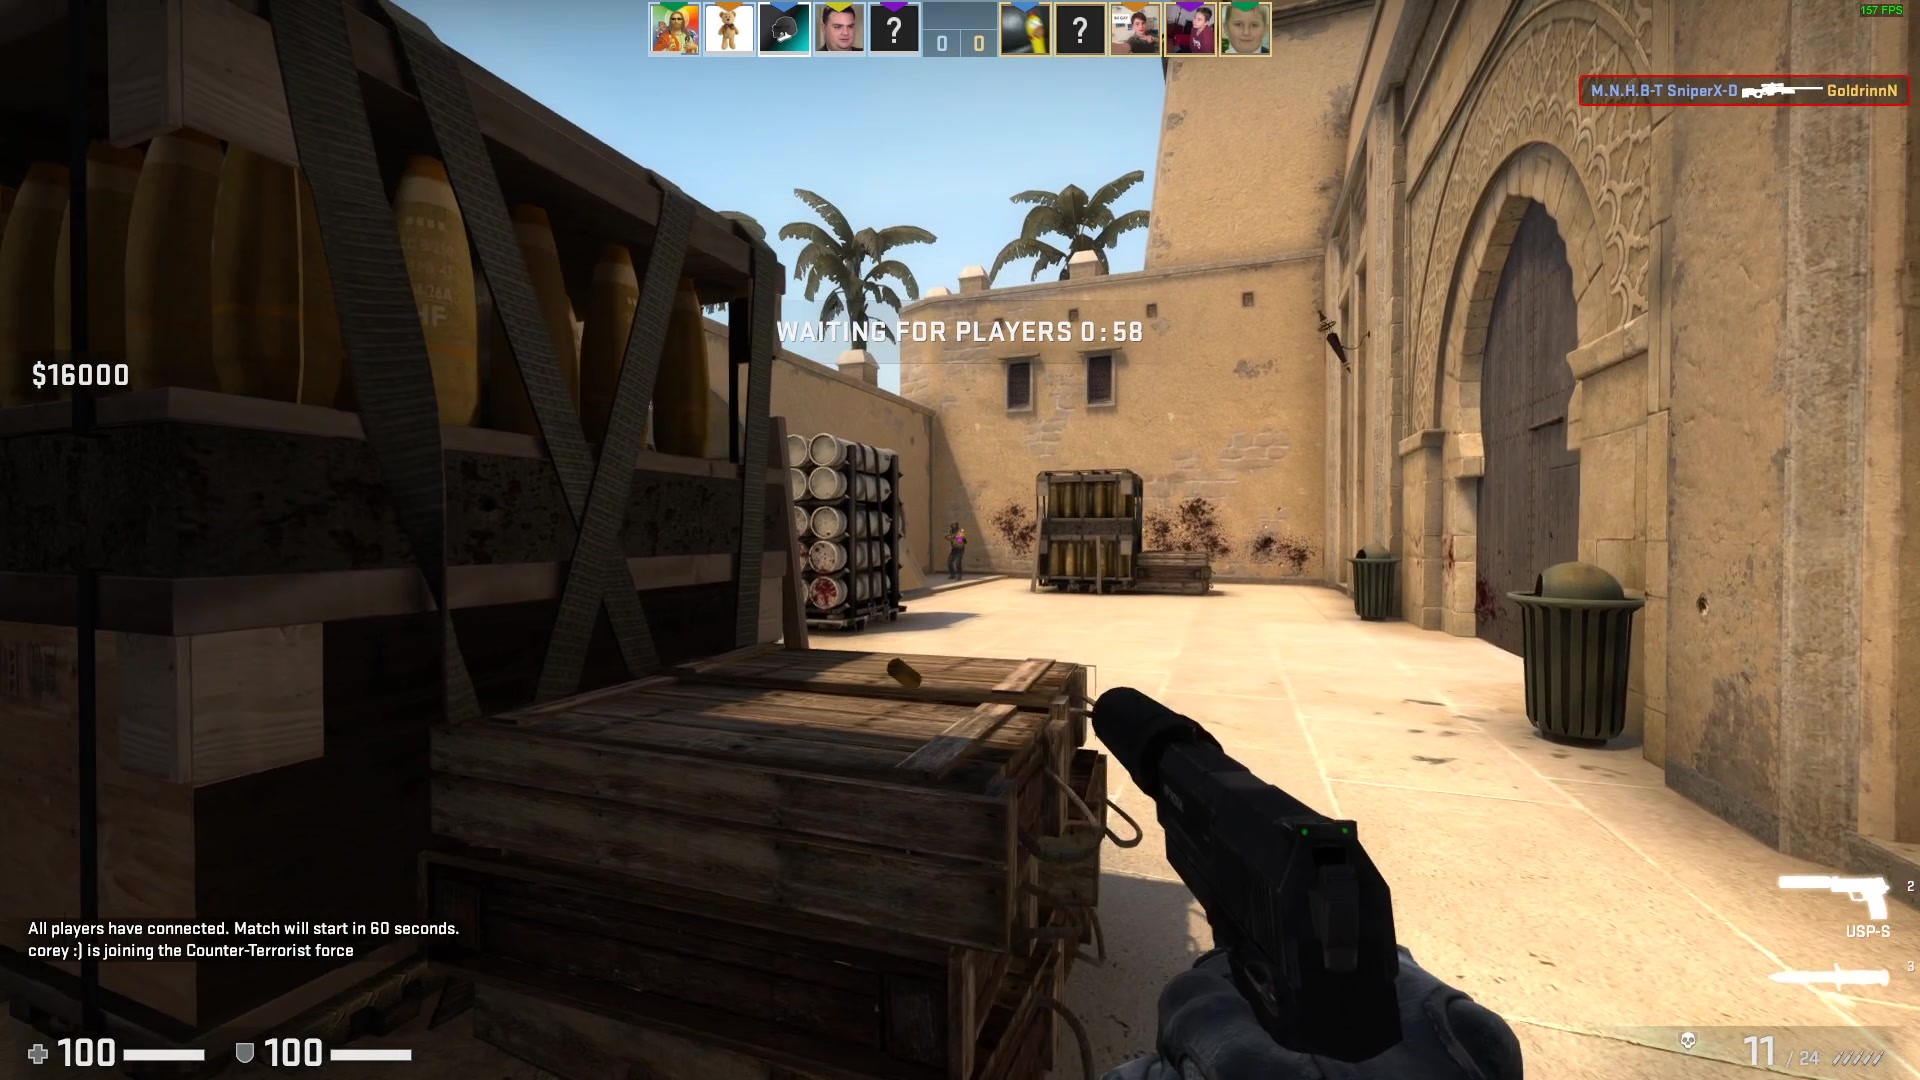 157 FPS
?
0 0
?
M.N.H.B-T SniperX-D GoldrinnN
WAITING FOR PLAYERS 0:58
$16000
All players have connected. Match will start in 60 seconds.
corey :) is joining the Counter-Terrorist force
2
USP-S
3
100 100
11 / 24